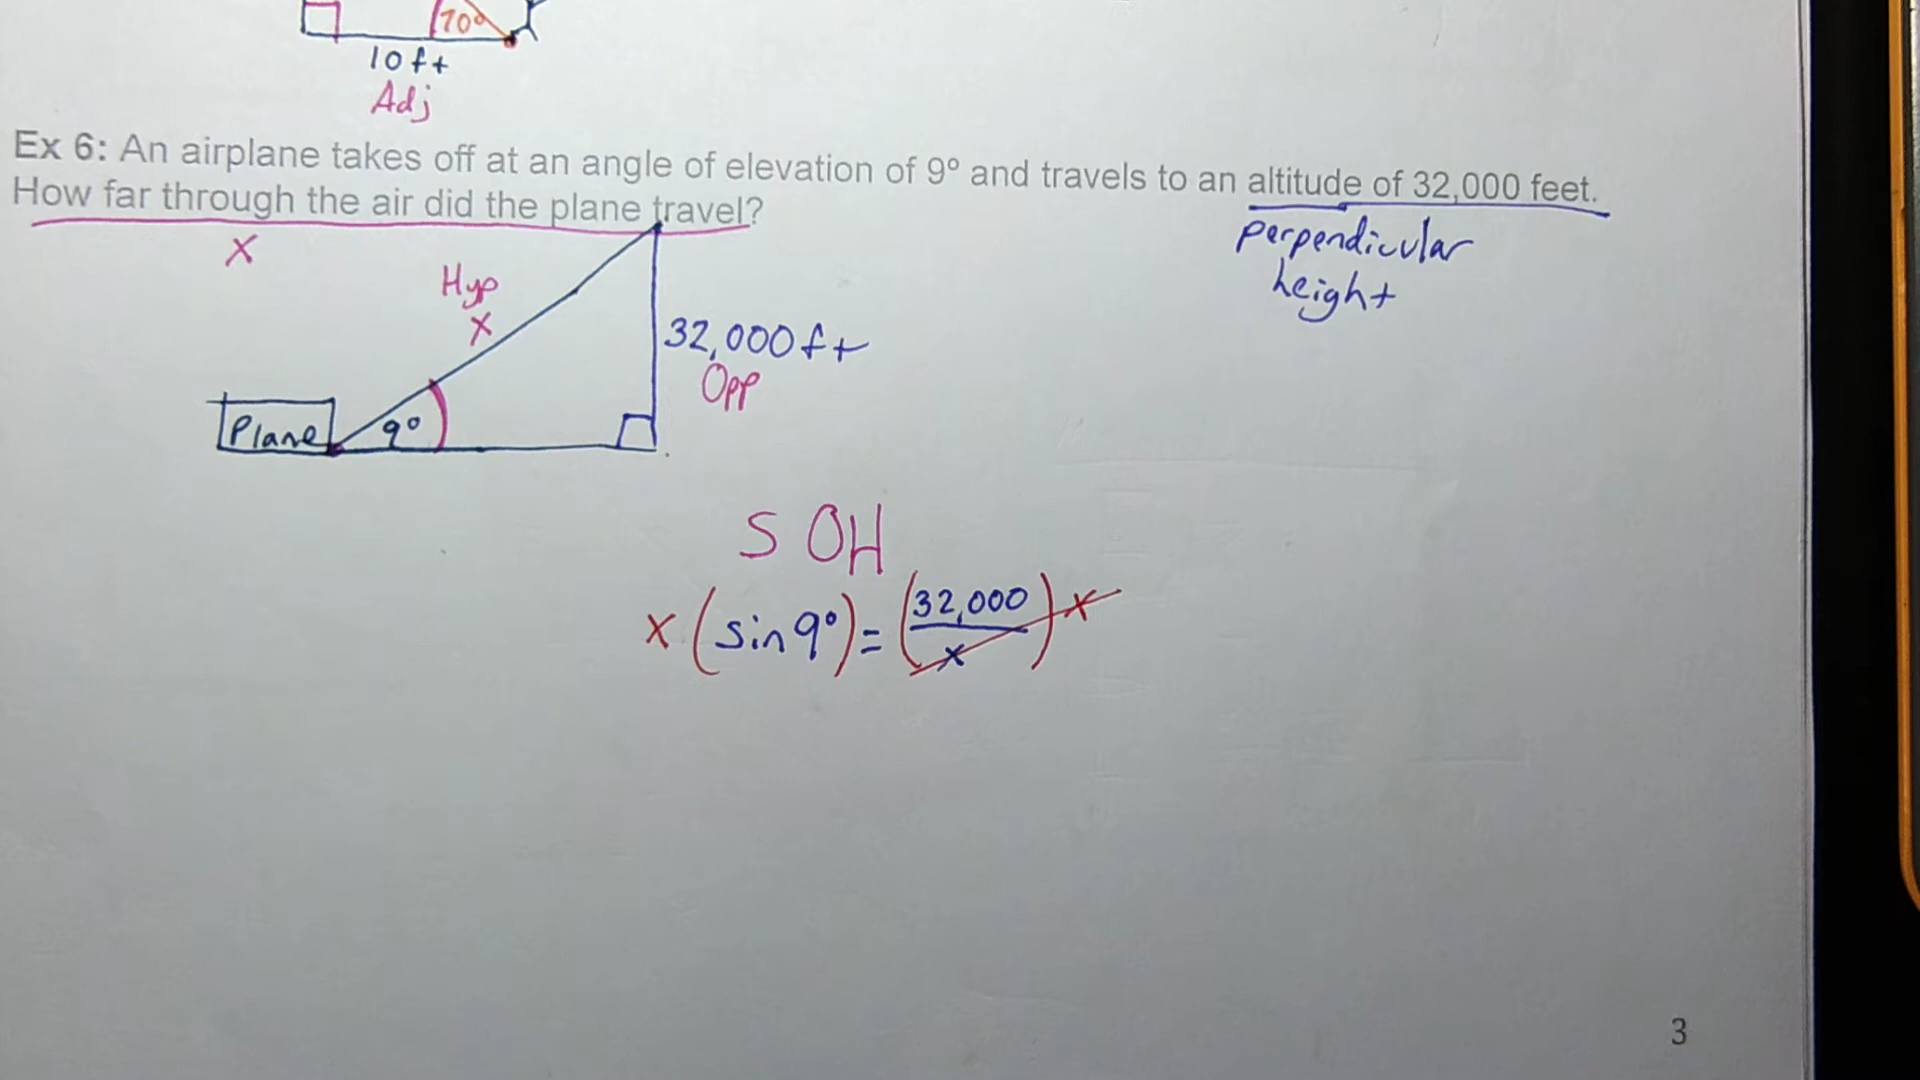 70°
10 ft
Adj
Ex 6: An airplane takes off at an angle of elevation of 9º and travels to an altitude of 32,000 feet.
How far through the air did the plane travel?
perpendicular
height
x
Hyp
x
32,000 ft
Opp
Plane
9°
S OH
x (sin 9°) = (32,000/x) x
3